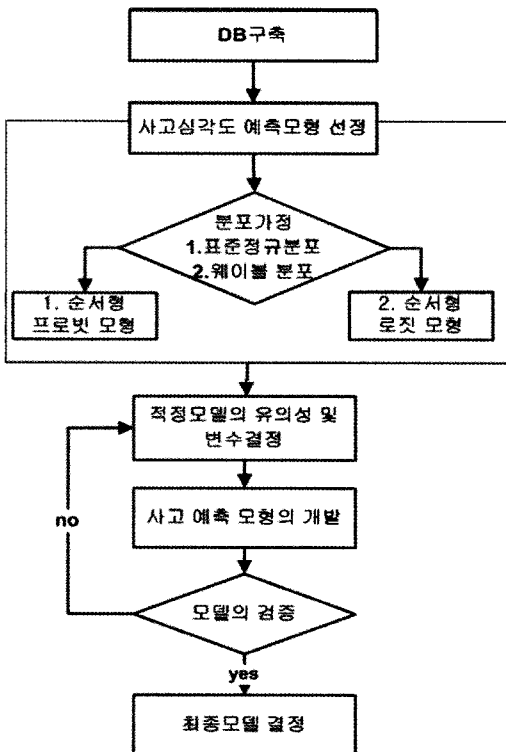 DB구축
사고심각도 예측모형 선정
분포가정
1.표준정규분포
2.웨이블 분포
1. 순서형
프로빗 모형
2. 순서형
로짓 모형
적정모델의 유의성 및
변수결정
사고 예측 모형의 개발
no
모델의 검증
yes
최종모델 결정